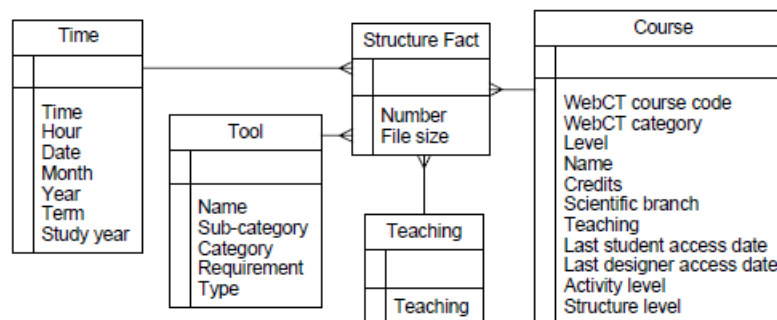 Time
Time
Hour
Date
Month
Year
Term
Study year
Tool
Name
Sub-category
Category
Requirement
Type
Structure Fact
Number
File size
Teaching
Teaching
Course
WebCT course code
WebCT category
Level
Name
Credits
Scientific branch
Teaching
Last student access date
Last designer access date
Activity level
Structure level